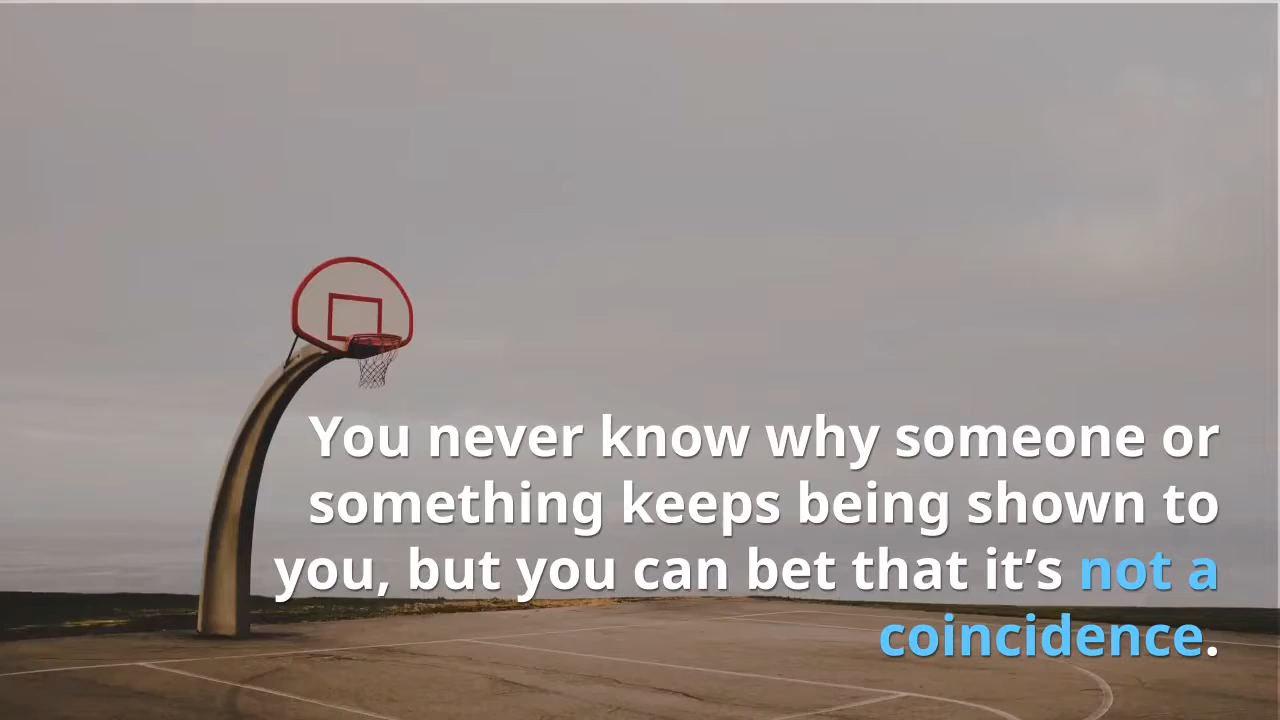 You never know why someone or
something keeps being shown to
you, but you can bet that it’s not a
coincidence.